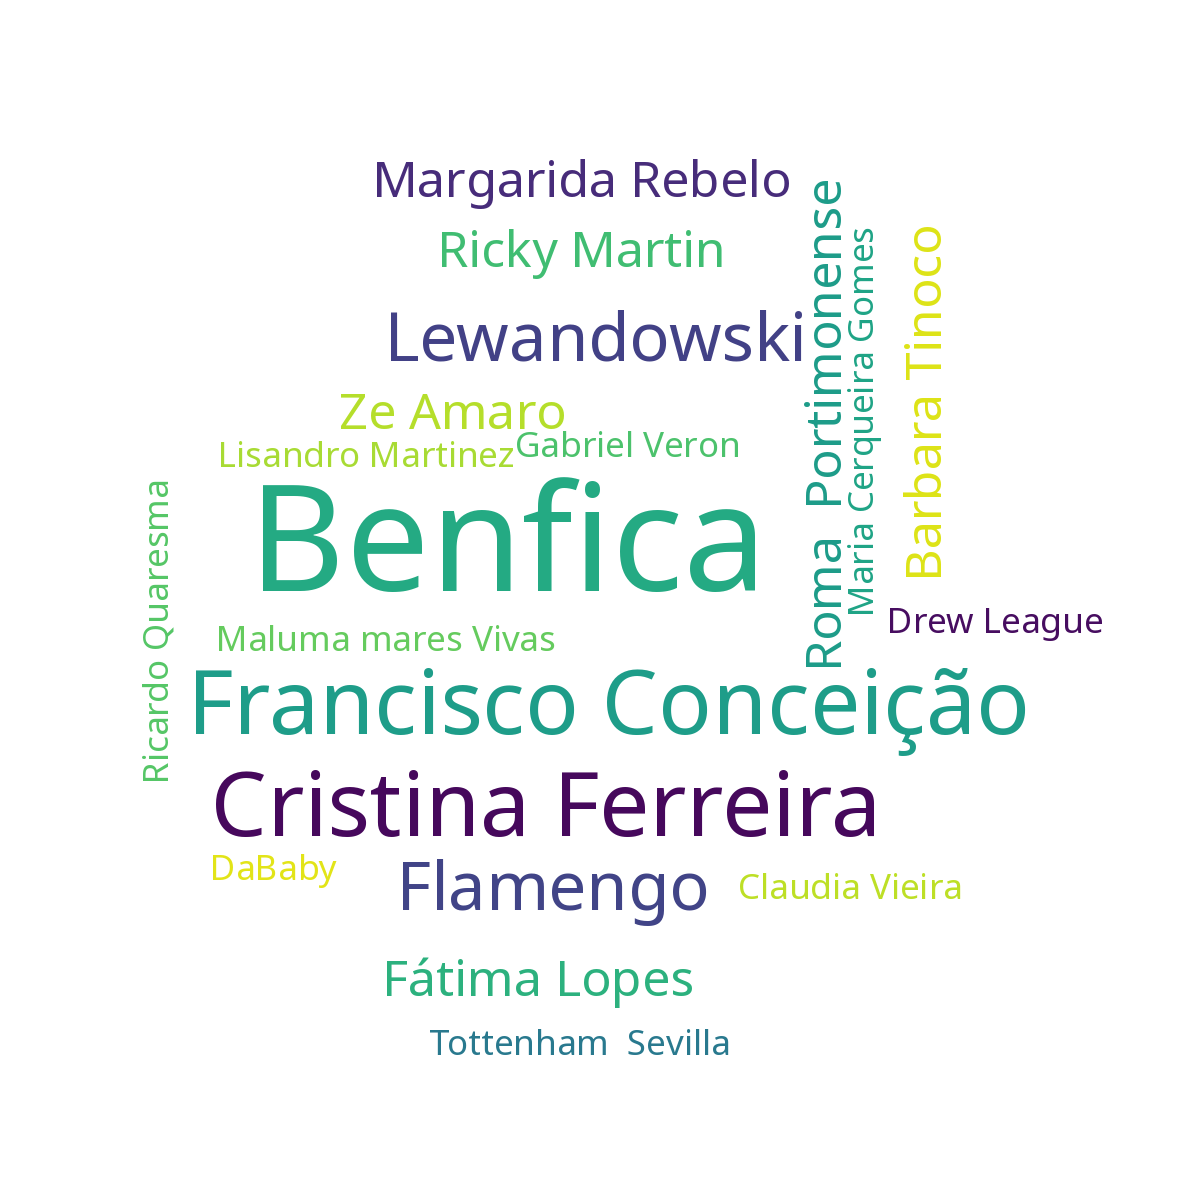 Margarida Rebelo
Ricky Martin
Lewandowski
Ze Amaro
Gabriel Veron
Lisandro Martinez
Benfica
Roma  Portimonense
Maria Cerqueira Gomes
Barbara Tinoco
Ricardo Quaresma
Drew League
Maluma mares Vivas
Francisco Conceição
Cristina Ferreira
DaBaby
Flamengo
Claudia Vieira
Fátima Lopes
Tottenham  Sevilla